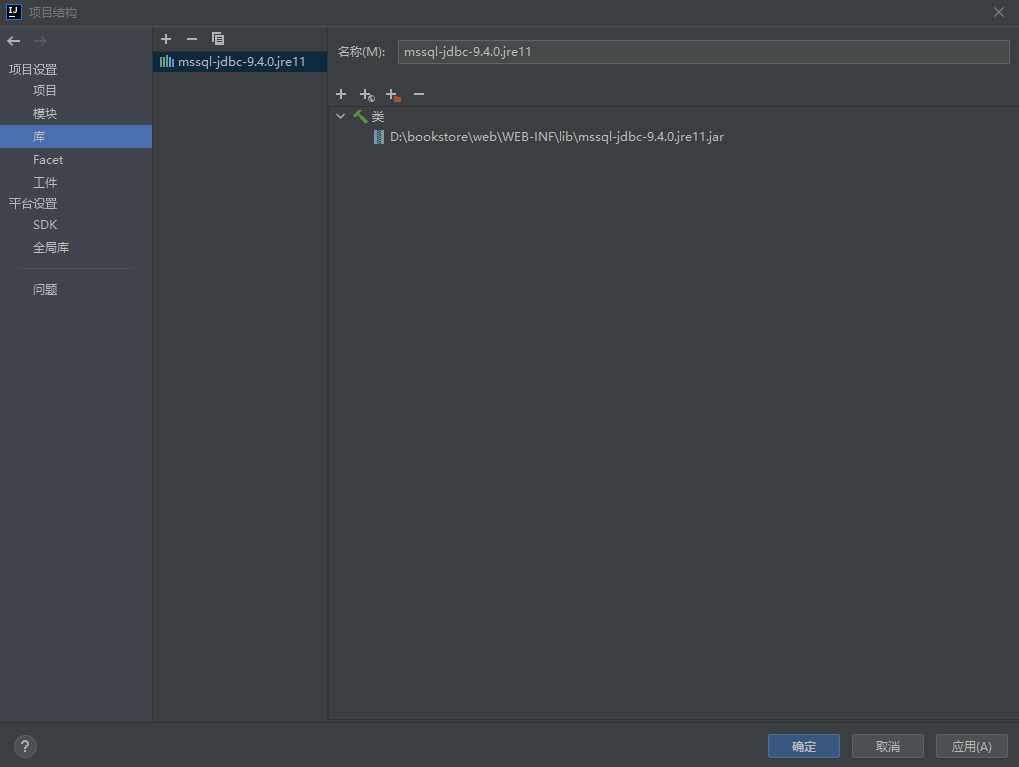 项目结构
项目设置
项目
模块
库
Facet
工件
平台设置
SDK
全局库
问题
mssql-jdbc-9.4.0.jre11
名称(M):
mssql-jdbc-9.4.0.jre11
类
D:\bookstore\web\WEB-INF\lib\mssql-jdbc-9.4.0.jre11.jar
?
确定
取消
应用(A)